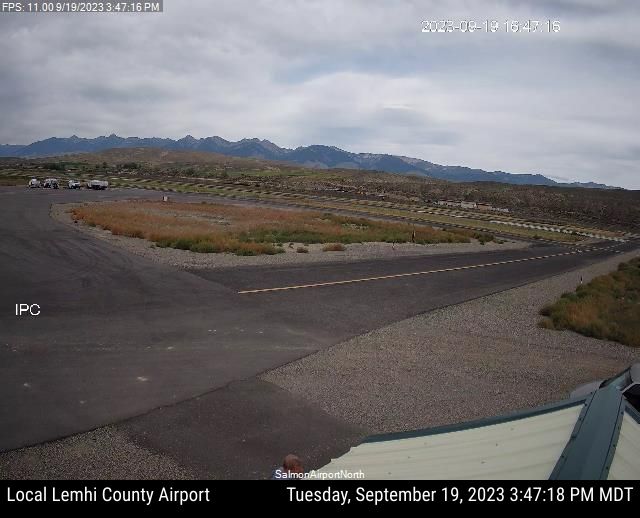 FPS: 11.00 9/19/2023 3:47:16 PM
2023-09-19 16:47:16
IPC
SalmonAirportNorth
Local Lemhi County Airport
Tuesday, September 19, 2023 3:47:18 PM MDT